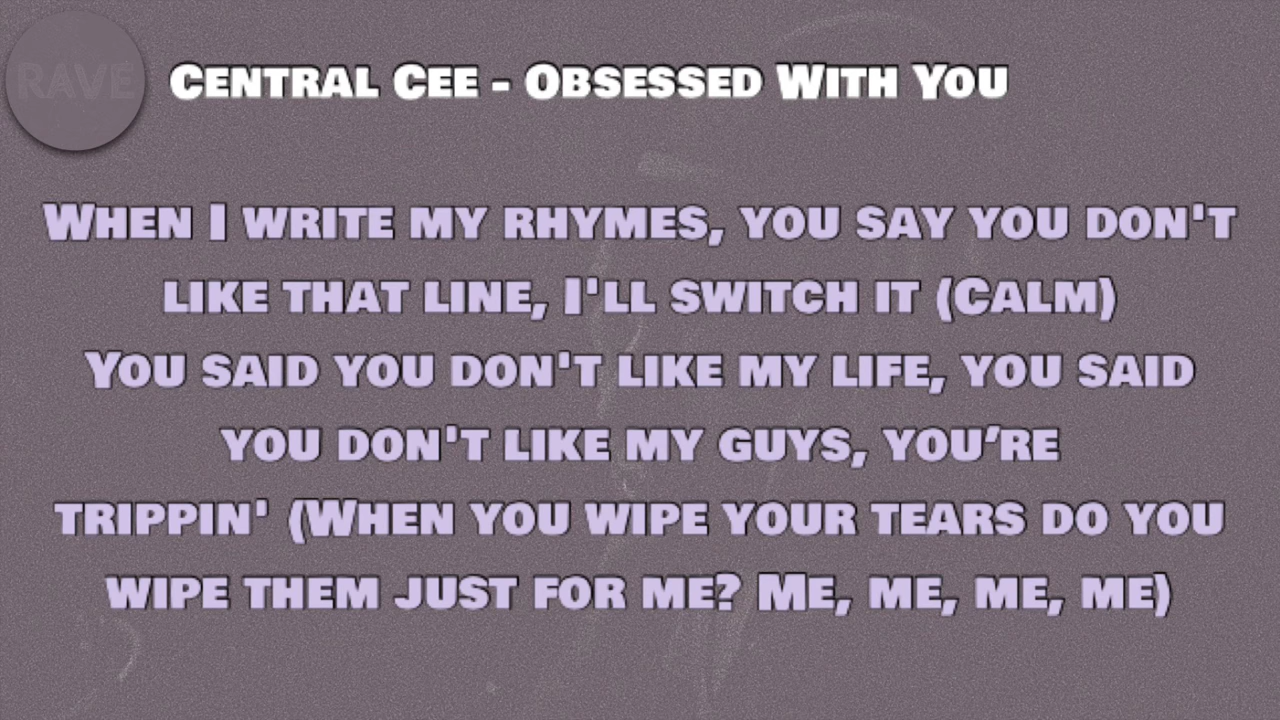 RAVE
Central Cee - Obsessed With You
When I write my rhymes, you say you don't
like that line, I'll switch it (Calm)
You said you don't like my life, you said
you don't like my guys, you’re
trippin' (When you wipe your tears do you
wipe them just for me? Me, me, me, me)